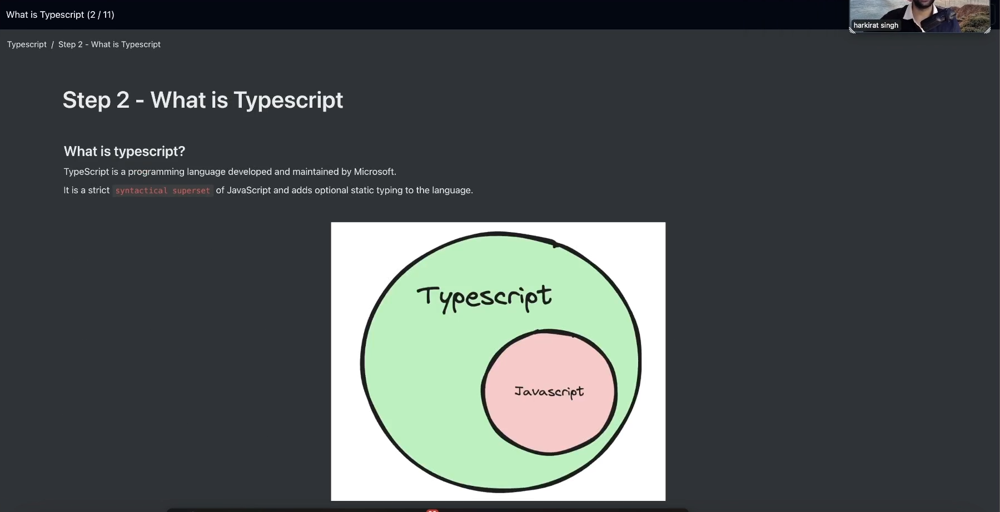 What is Typescript (2 / 11)
harkirat singh
Typescript / Step 2 - What is Typescript
Step 2 - What is Typescript
What is typescript?
TypeScript is a programming language developed and maintained by Microsoft.
It is a strict syntactical superset of JavaScript and adds optional static typing to the language.
Typescript
Javascript